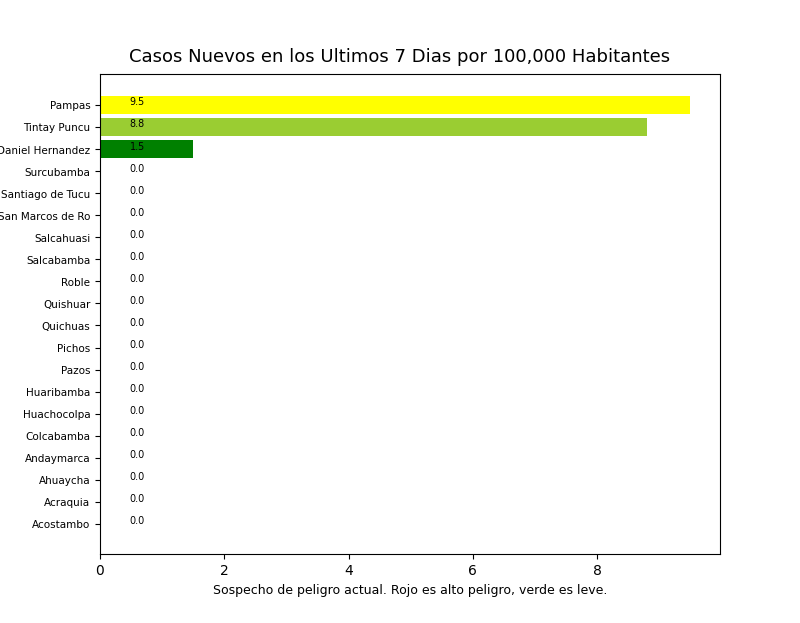 Casos Nuevos en los Ultimos 7 Dias por 100,000 Habitantes
Pampas 9.5
Tintay Puncu 8.8
Daniel Hernandez 1.5
Surcubamba 0.0
Santiago de Tucu 0.0
San Marcos de Ro 0.0
Salcahuasi 0.0
Salcabamba 0.0
Roble 0.0
Quishuar 0.0
Quichuas 0.0
Pichos 0.0
Pazos 0.0
Huaribamba 0.0
Huachocolpa 0.0
Colcabamba 0.0
Andaymarca 0.0
Ahuaycha 0.0
Acraquia 0.0
Acostambo 0.0
0 2 4 6 8
Sospecho de peligro actual. Rojo es alto peligro, verde es leve.